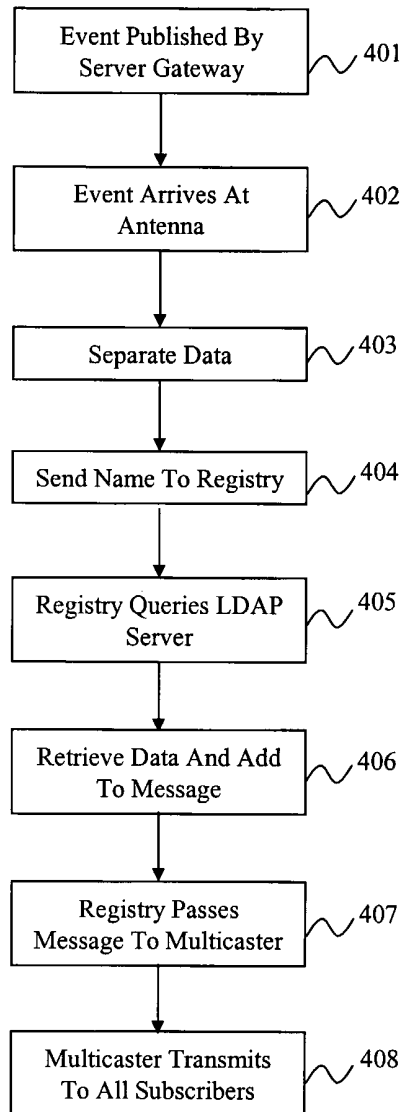 Event Published By
Server Gateway
401
Event Arrives At
Antenna
402
Separate Data
403
Send Name To Registry
404
Registry Queries LDAP
Server
405
Retrieve Data And Add
To Message
406
Registry Passes
Message To Multicaster
407
Multicaster Transmits
To All Subscribers
408